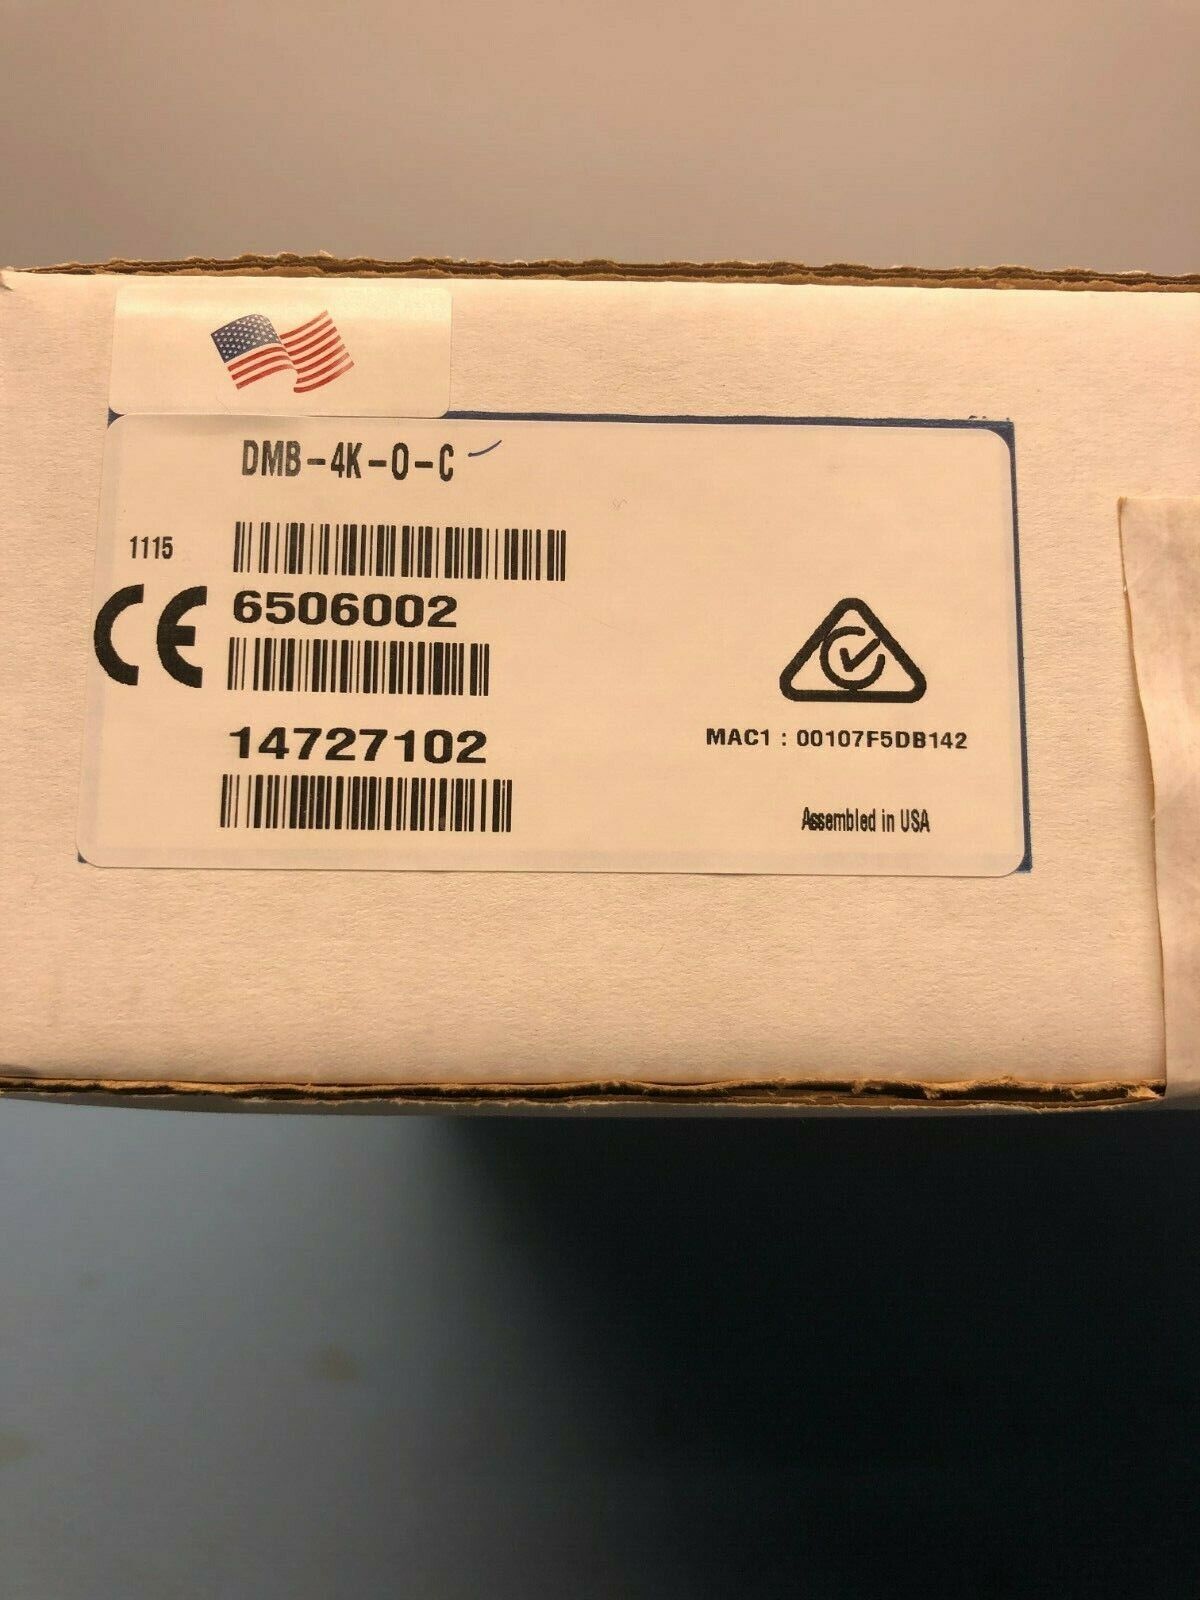 DMB-4K-O-C
1115
CE
6506002
14727102
MAC1 : 00107F5DB142
Assembled in USA